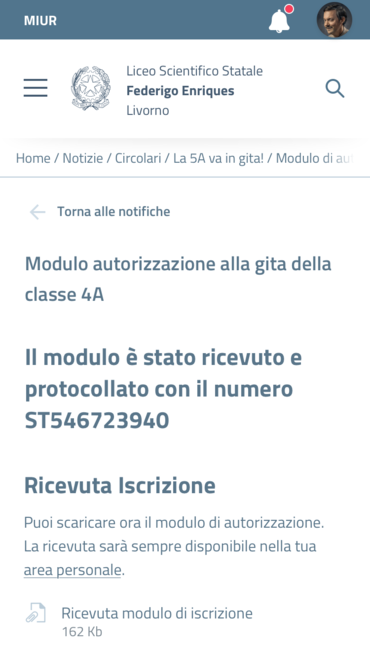 MIUR
Liceo Scientifico Statale
Federigo Enriques
Livorno
Home / Notizie / Circolari / La 5A va in gita! / Modulo di
Torna alle notifiche
Modulo autorizzazione alla gita della
classe 4A
Il modulo è stato ricevuto e
protocollato con il numero
ST546723940
Ricevuta Iscrizione
Puoi scaricare ora il modulo di autorizzazione.
La ricevuta sarà sempre disponibile nella tua
area personale.
Ricevuta modulo di iscrizione
162 Kb